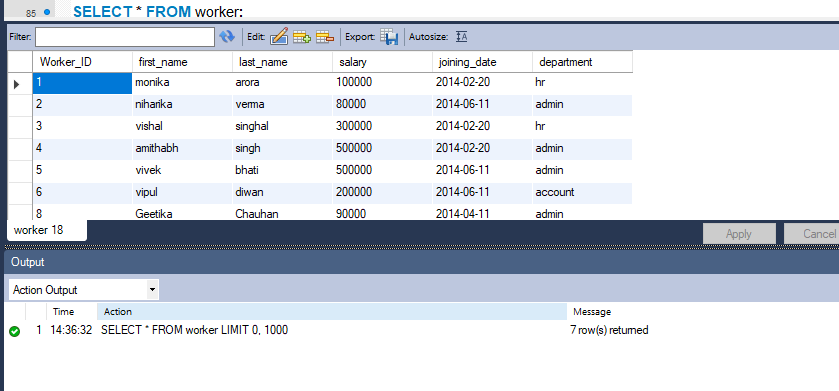 85 SELECT * FROM worker;
Filter: Edit: Export: Autosize:
Worker_ID first_name last_name salary joining_date department
1 monika arora 100000 2014-02-20 hr
2 niharika verma 80000 2014-06-11 admin
3 vishal singhal 300000 2014-02-20 hr
4 amithabh singh 500000 2014-02-20 admin
5 vivek bhati 500000 2014-06-11 admin
6 vipul diwan 200000 2014-06-11 account
8 Geetika Chauhan 90000 2014-04-11 admin
worker 18
Apply Cancel
Output
Action Output
Time Action Message
1 14:36:32 SELECT * FROM worker LIMIT 0, 1000 7 row(s) returned